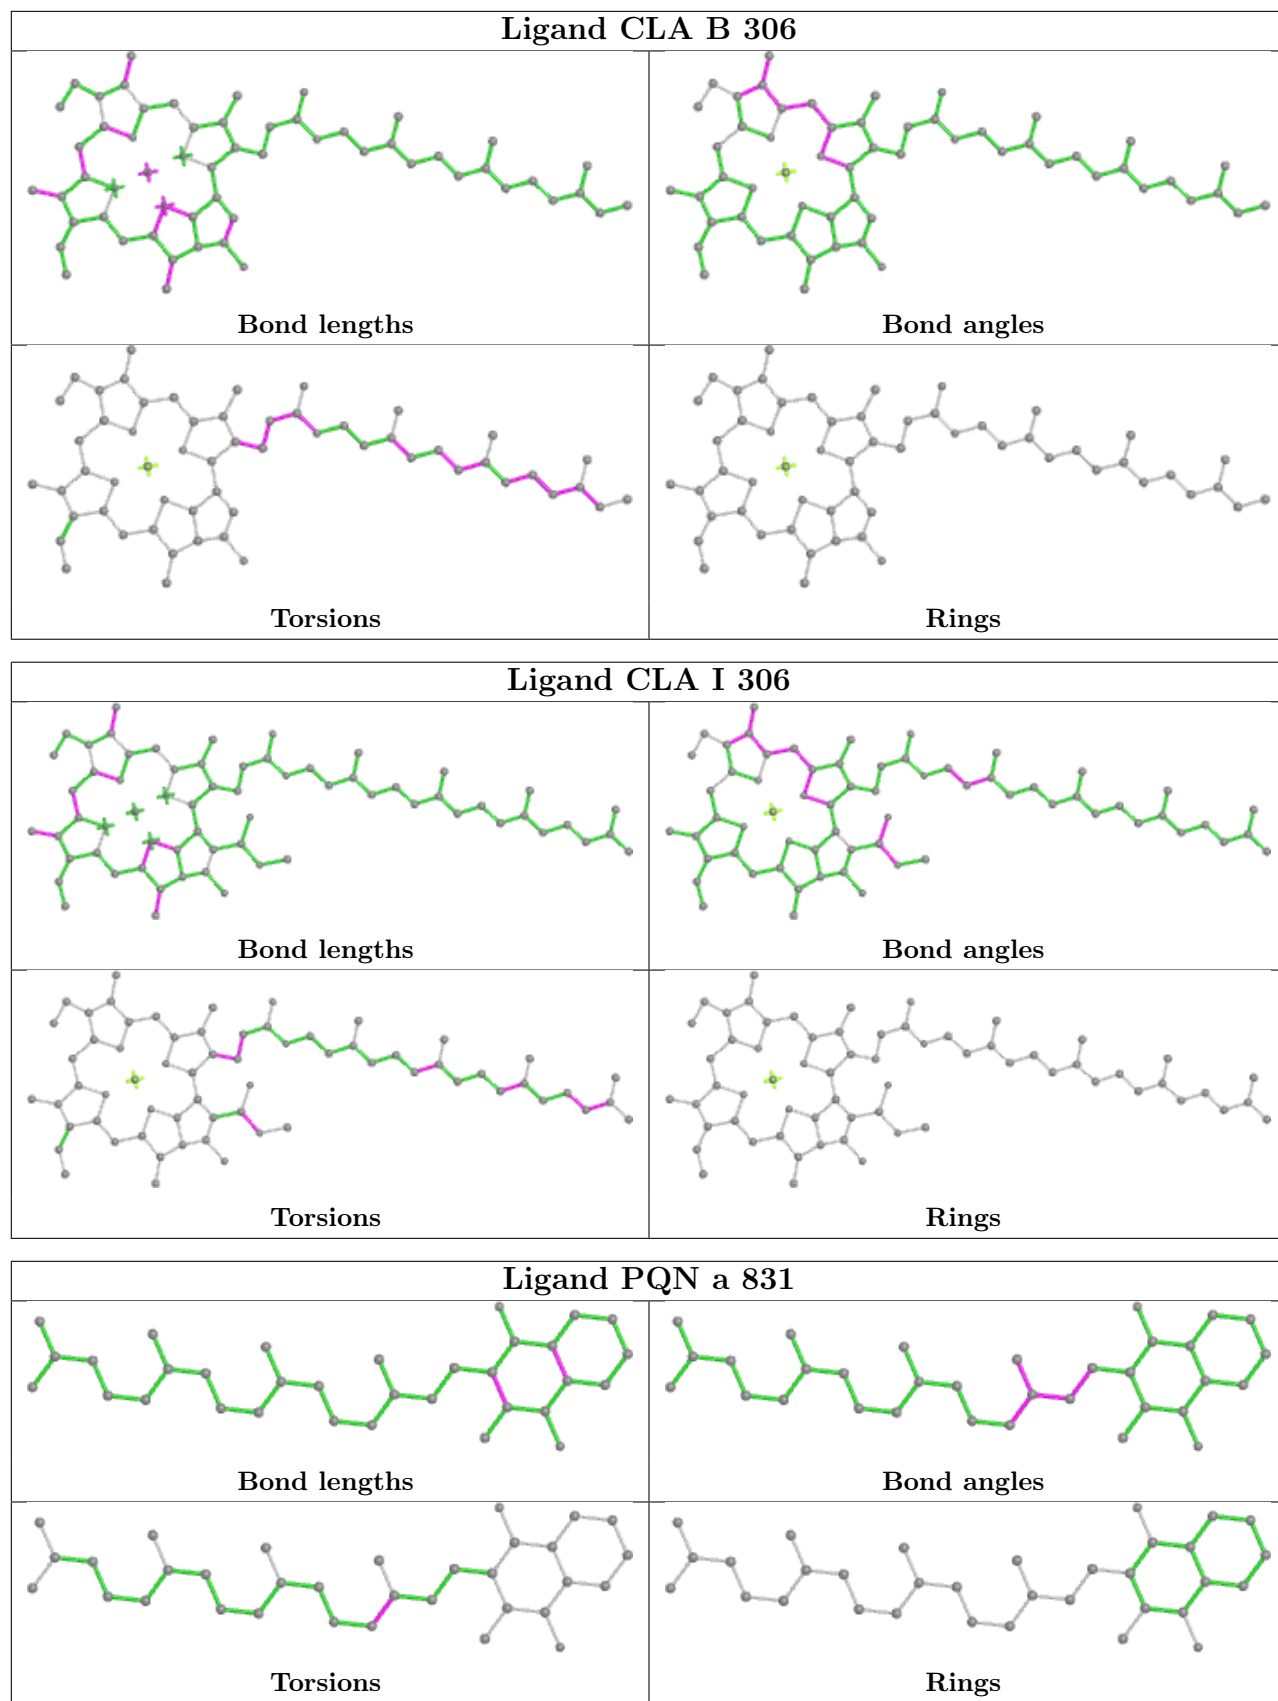 Ligand CLA B 306
Bond lengths
Bond angles
Torsions
Rings
Ligand CLA I 306
Bond lengths
Bond angles
Torsions
Rings
Ligand PQN a 831
Bond lengths
Bond angles
Torsions
Rings